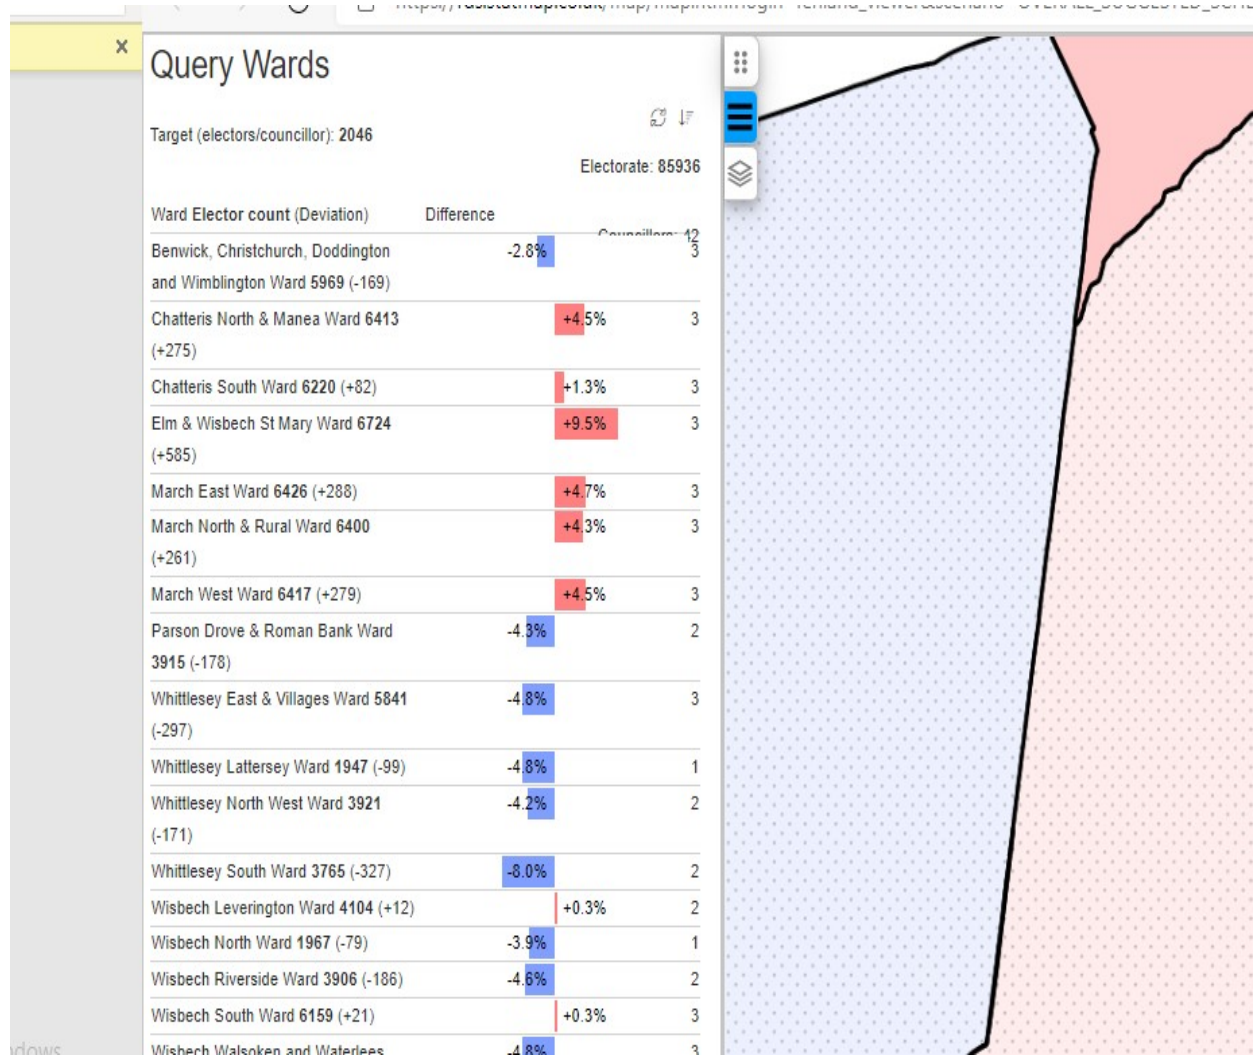 ×
Query Wards
Target (electors/councillor): 2046
Electorate: 85936
Ward Elector count (Deviation) Difference
Councillors: 42
Benwick, Christchurch, Doddington -2.8% 3
and Wimblington Ward 5969 (-169)
Chatteris North & Manea Ward 6413 +4.5% 3
(+275)
Chatteris South Ward 6220 (+82) +1.3% 3
Elm & Wisbech St Mary Ward 6724 +9.5% 3
(+585)
March East Ward 6426 (+288) +4.7% 3
March North & Rural Ward 6400 +4.3% 3
(+261)
March West Ward 6417 (+279) +4.5% 3
Parson Drove & Roman Bank Ward -4.3% 2
3915 (-178)
Whittlesey East & Villages Ward 5841 -4.8% 3
(-297)
Whittlesey Lattersey Ward 1947 (-99) -4.8% 1
Whittlesey North West Ward 3921 -4.2% 2
(-171)
Whittlesey South Ward 3765 (-327) -8.0% 2
Wisbech Leverington Ward 4104 (+12) +0.3% 2
Wisbech North Ward 1967 (-79) -3.9% 1
Wisbech Riverside Ward 3906 (-186) -4.6% 2
Wisbech South Ward 6159 (+21) +0.3% 3
Wisbech Walsoken and Waterlees -4.8% 3